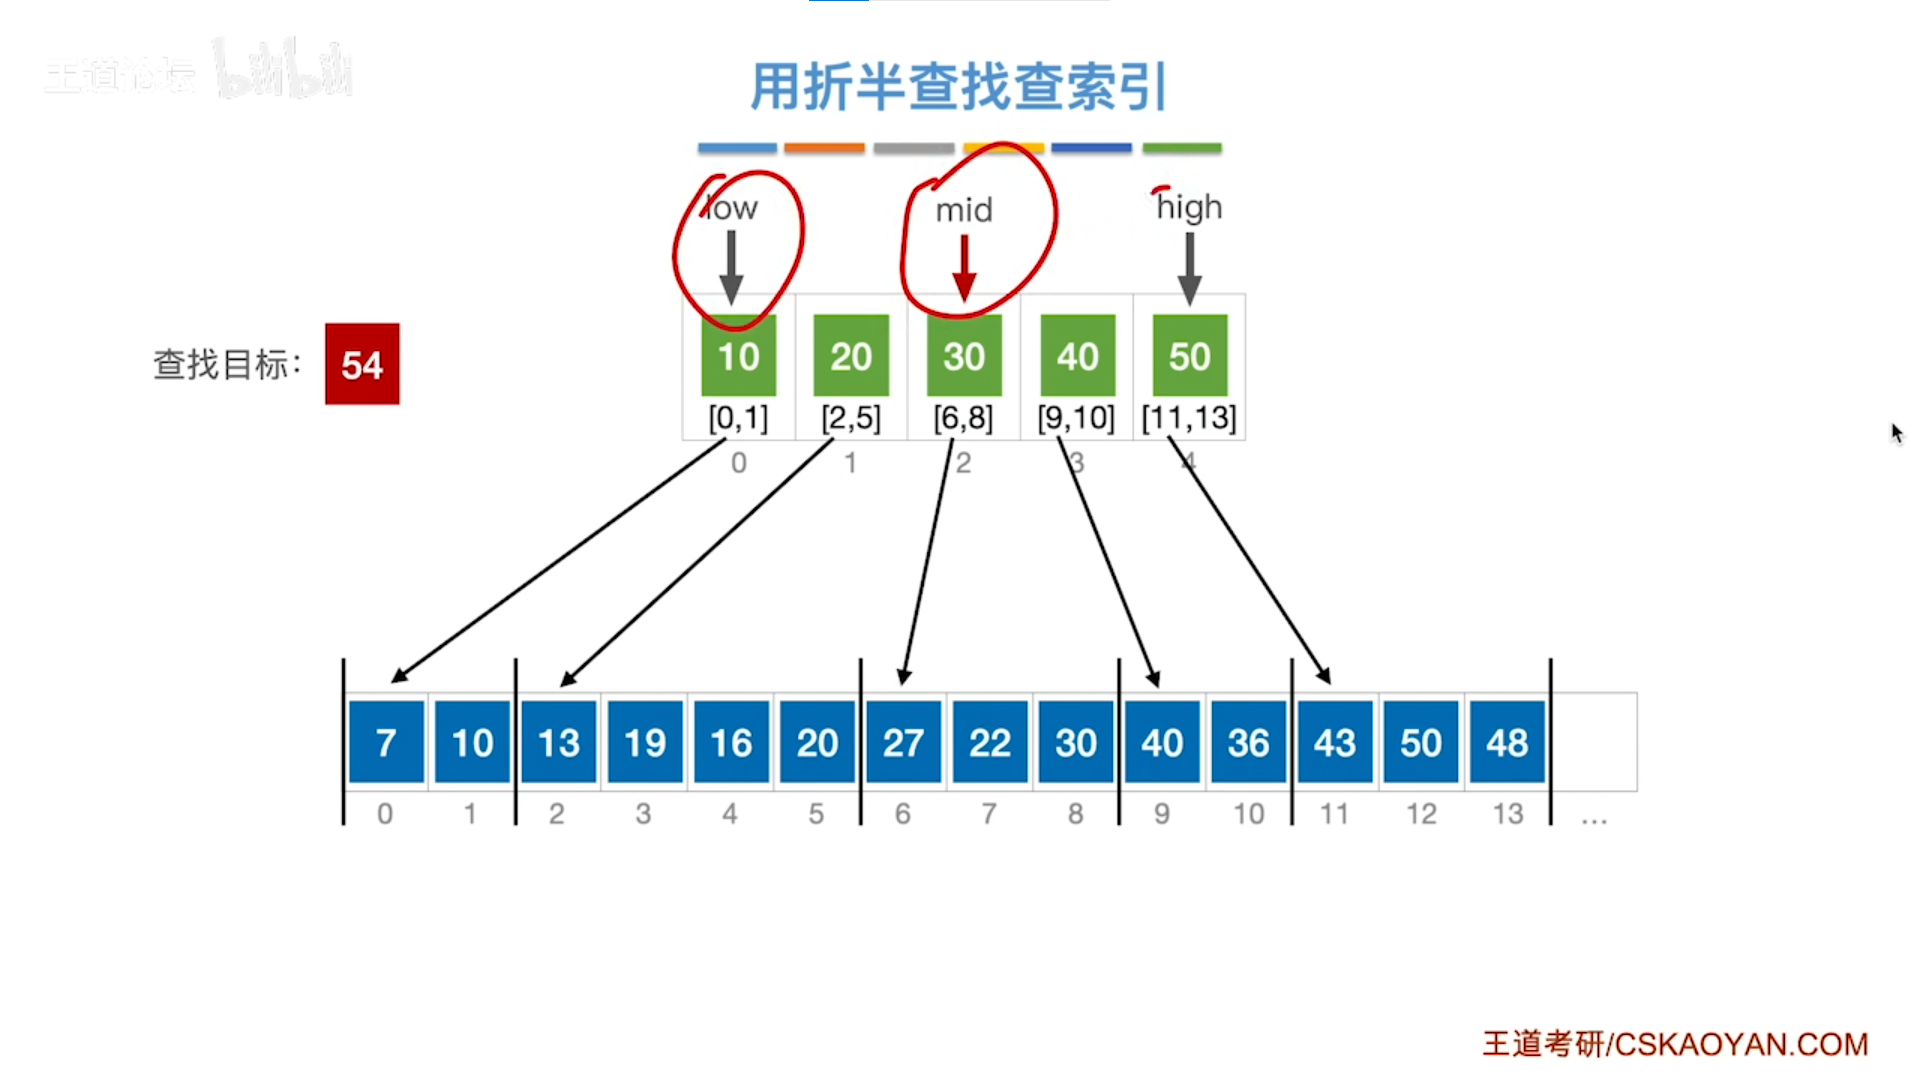 王道论坛 bilibili
用折半查找查索引
low mid high
查找目标： 54
10 20 30 40 50
[0,1] [2,5] [6,8] [9,10] [11,13]
0 1 2 3 4
7 10 13 19 16 20 27 22 30 40 36 43 50 48
0 1 2 3 4 5 6 7 8 9 10 11 12 13 ...
王道考研/CSKAOYAN.COM